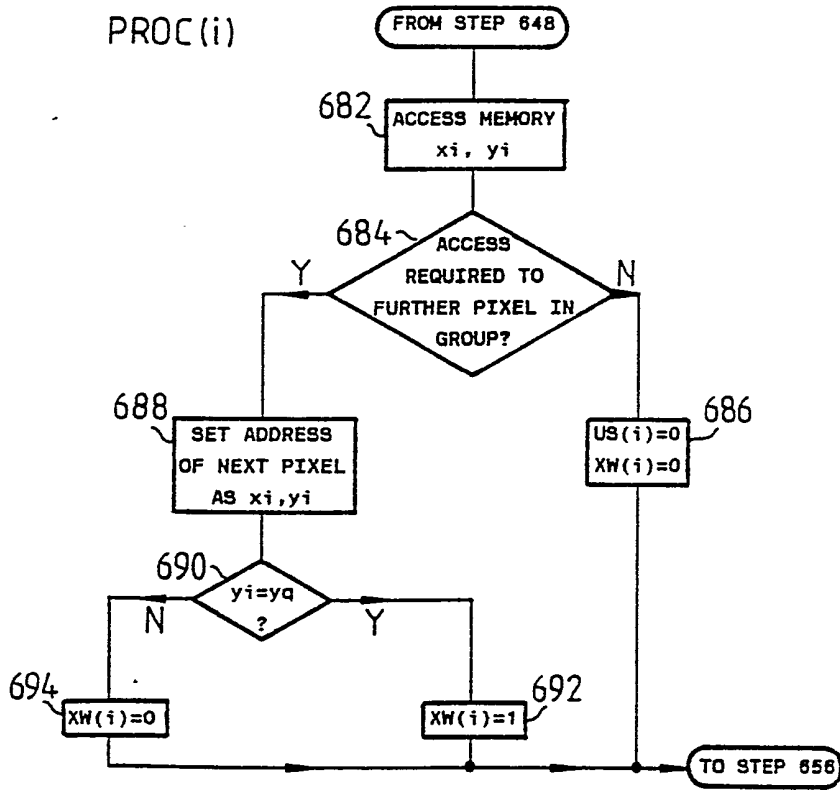 PROC(i)
FROM STEP 648
682
ACCESS MEMORY
xi, yi
684
ACCESS
REQUIRED TO
FURTHER PIXEL IN
GROUP?
Y
N
688
SET ADDRESS
OF NEXT PIXEL
AS xi,yi
US(i)=0
XW(i)=0
686
690
yi=yq
?
N
Y
694
XW(i)=0
XW(i)=1
692
TO STEP 656